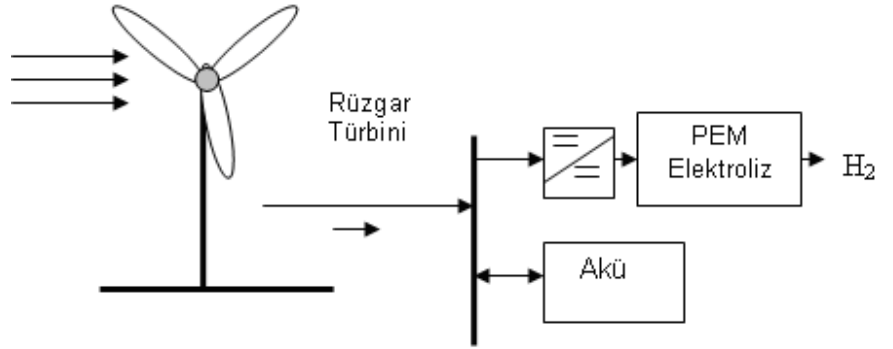 Rüzgar
Türbini
PEM
Elektroliz
H₂
Akü